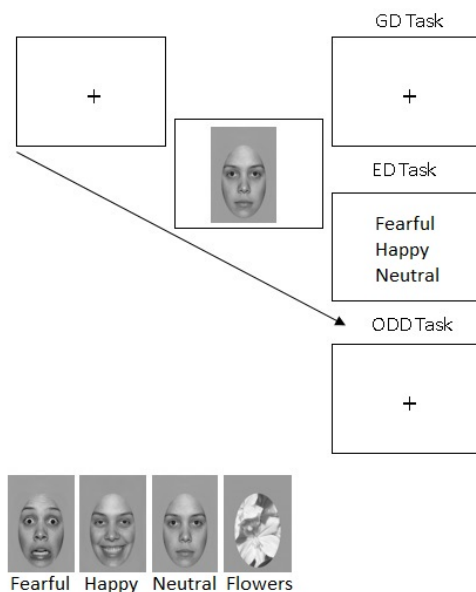 GD Task
ED Task
Fearful
Happy
Neutral
ODD Task
Fearful Happy Neutral Flowers